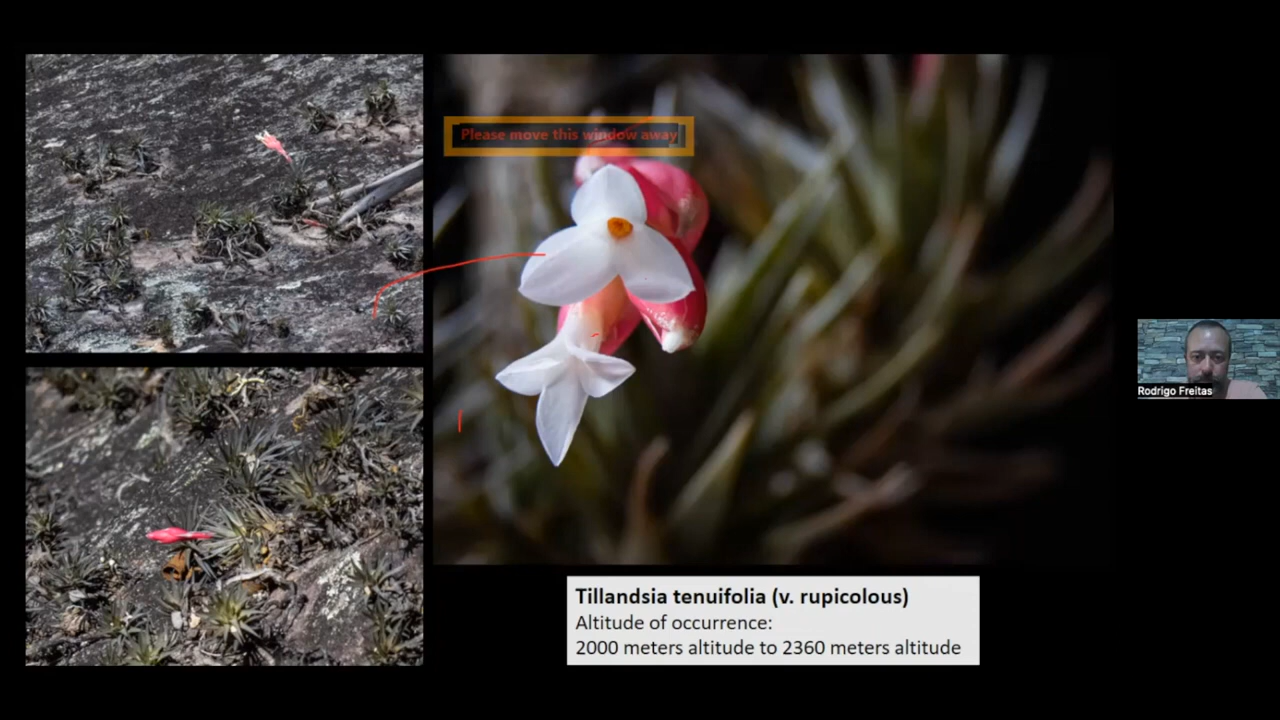 Please move this window away
Rodrigo Freitas
Tillandsia tenuifolia (v. rupicolous)
Altitude of occurrence:
2000 meters altitude to 2360 meters altitude